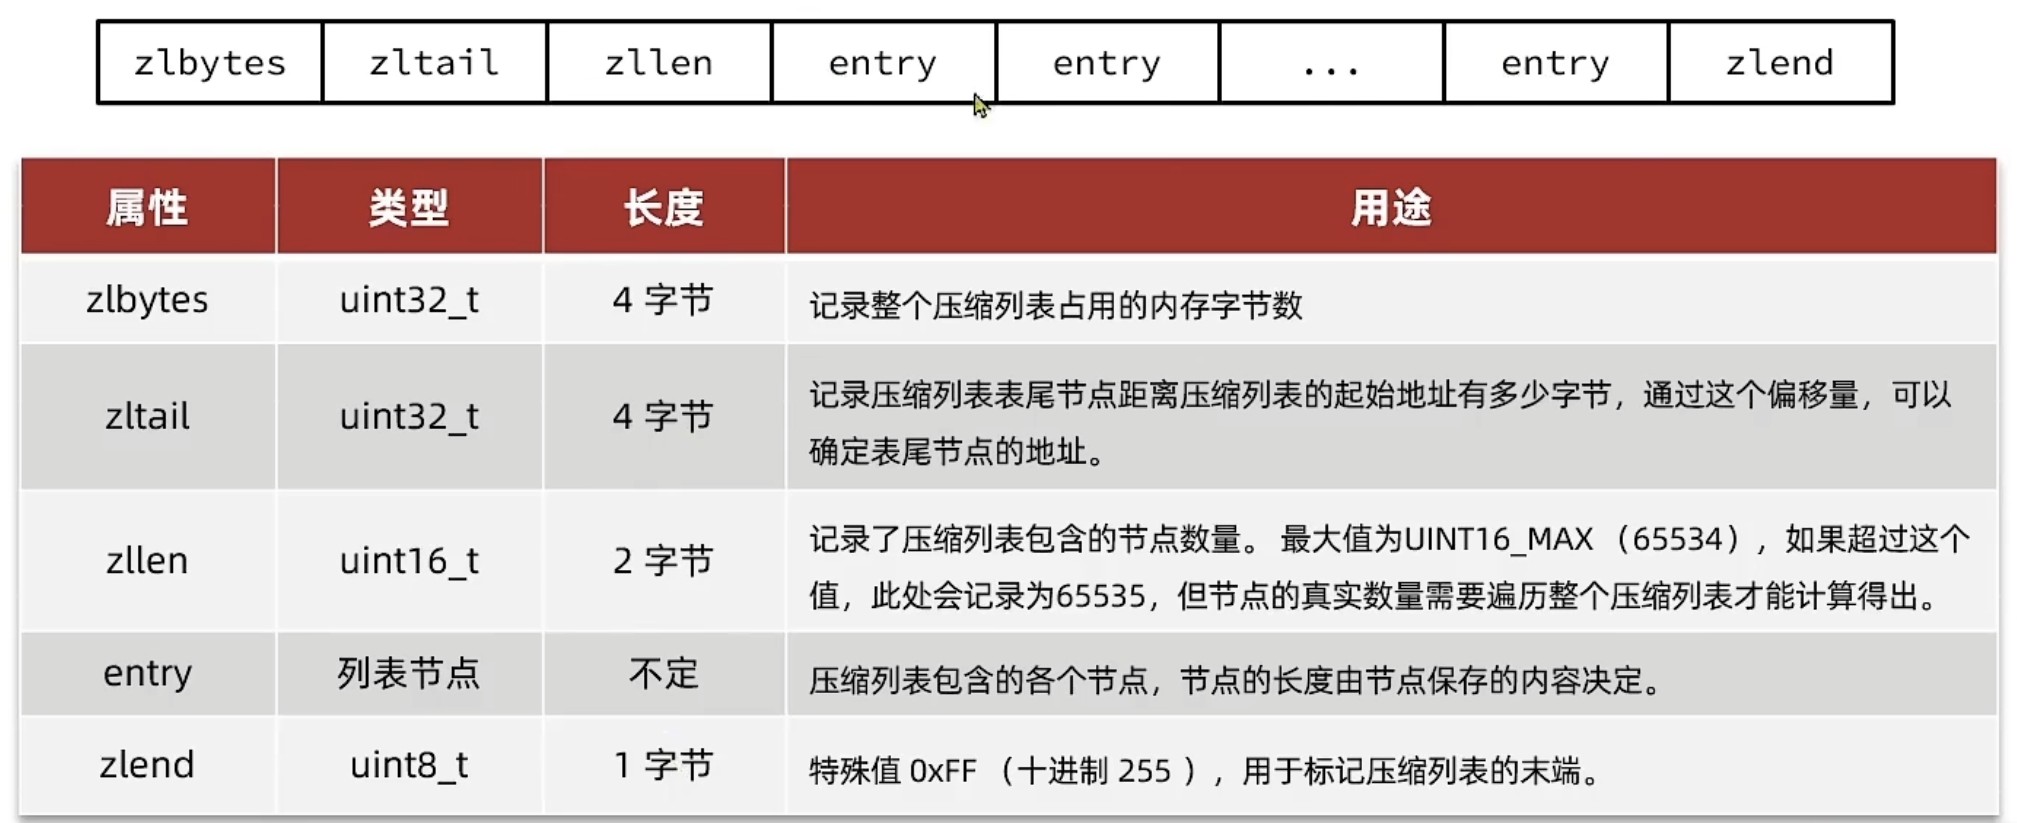 zlbytes zltail zllen entry entry ... entry zlend
属性 类型 长度 用途
zlbytes uint32_t 4 字节 记录整个压缩列表占用的内存字节数
zltail uint32_t 4 字节 记录压缩列表表尾节点距离压缩列表的起始地址有多少字节，通过这个偏移量，可以
确定表尾节点的地址。
zllen uint16_t 2 字节 记录了压缩列表包含的节点数量。 最大值为UINT16_MAX （65534），如果超过这个
值，此处会记录为65535，但节点的真实数量需要遍历整个压缩列表才能计算得出。
entry 列表节点 不定 压缩列表包含的各个节点，节点的长度由节点保存的内容决定。
zlend uint8_t 1 字节 特殊值 0xFF （十进制 255 ），用于标记压缩列表的末端。